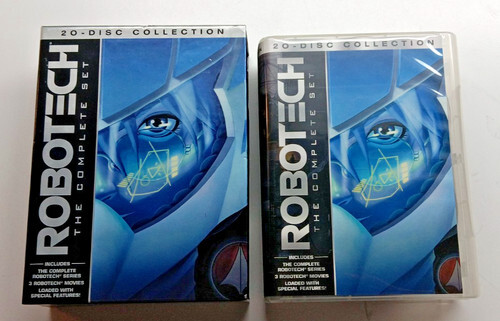 20-DISC COLLECTION
ROBOTECH
THE COMPLETE SET
INCLUDES
THE COMPLETE
ROBOTECH® SERIES
3 ROBOTECH® MOVIES
LOADED WITH
SPECIAL FEATURES!
20-DISC COLLECTION
ROBOTECH
THE COMPLETE SET
INCLUDES
THE COMPLETE
ROBOTECH® SERIES
3 ROBOTECH® MOVIES
LOADED WITH
SPECIAL FEATURES!